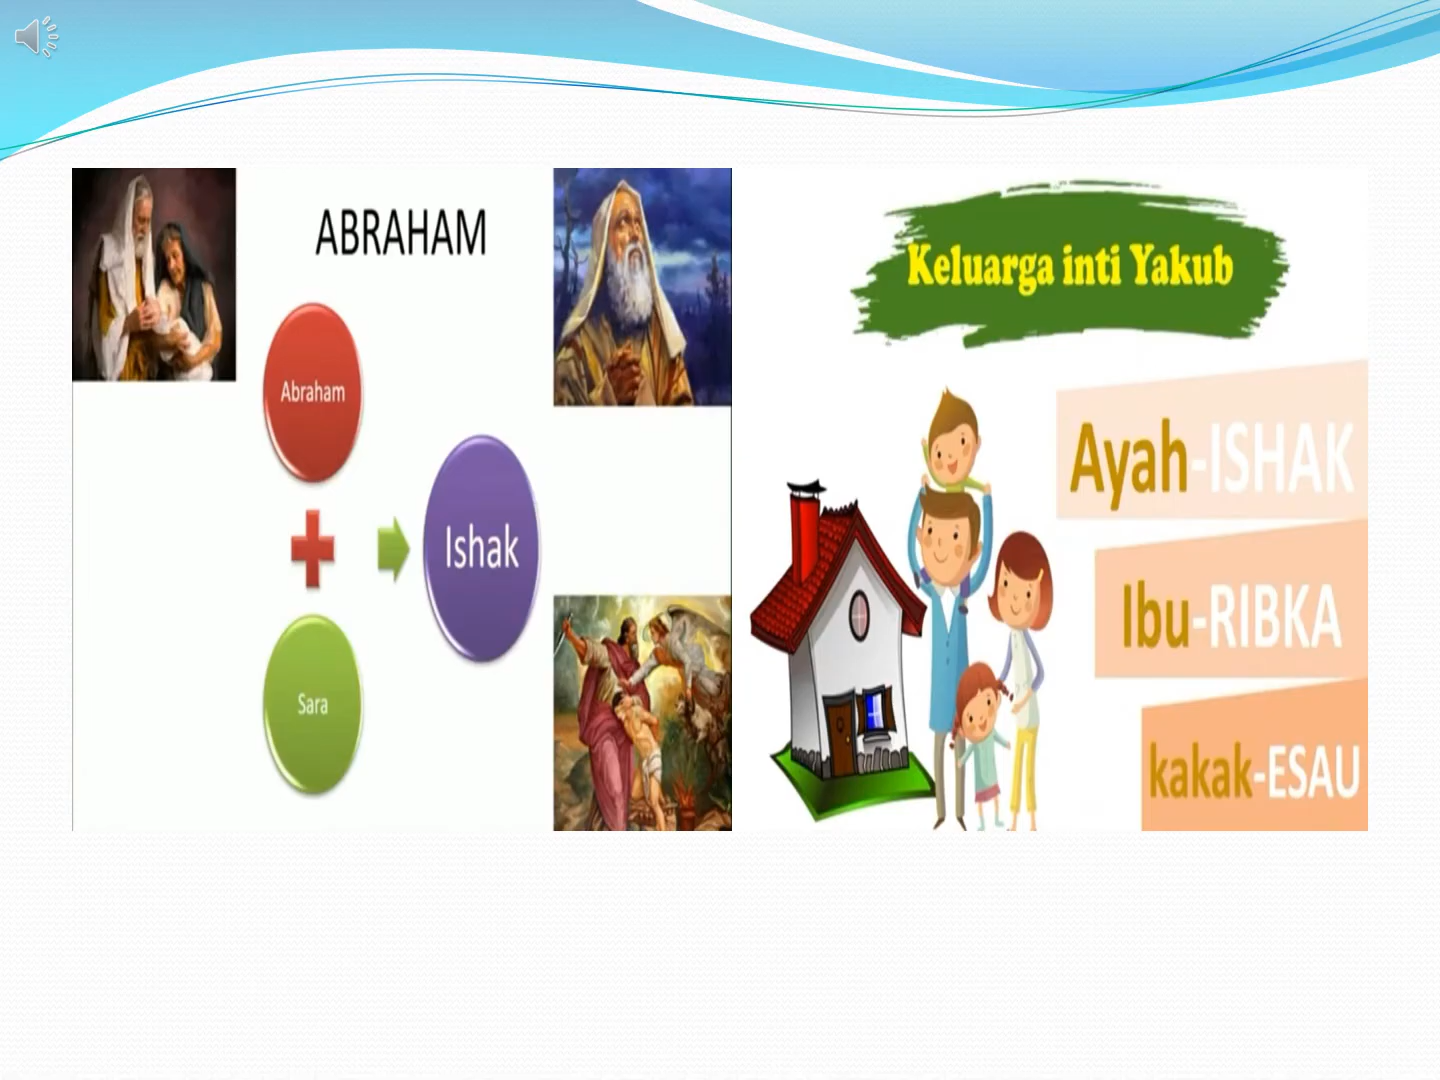 ABRAHAM
Abraham
Ishak
Sara
Keluarga inti Yakub
Ayah-ISHAK
Ibu-RIBKA
kakak-ESAU